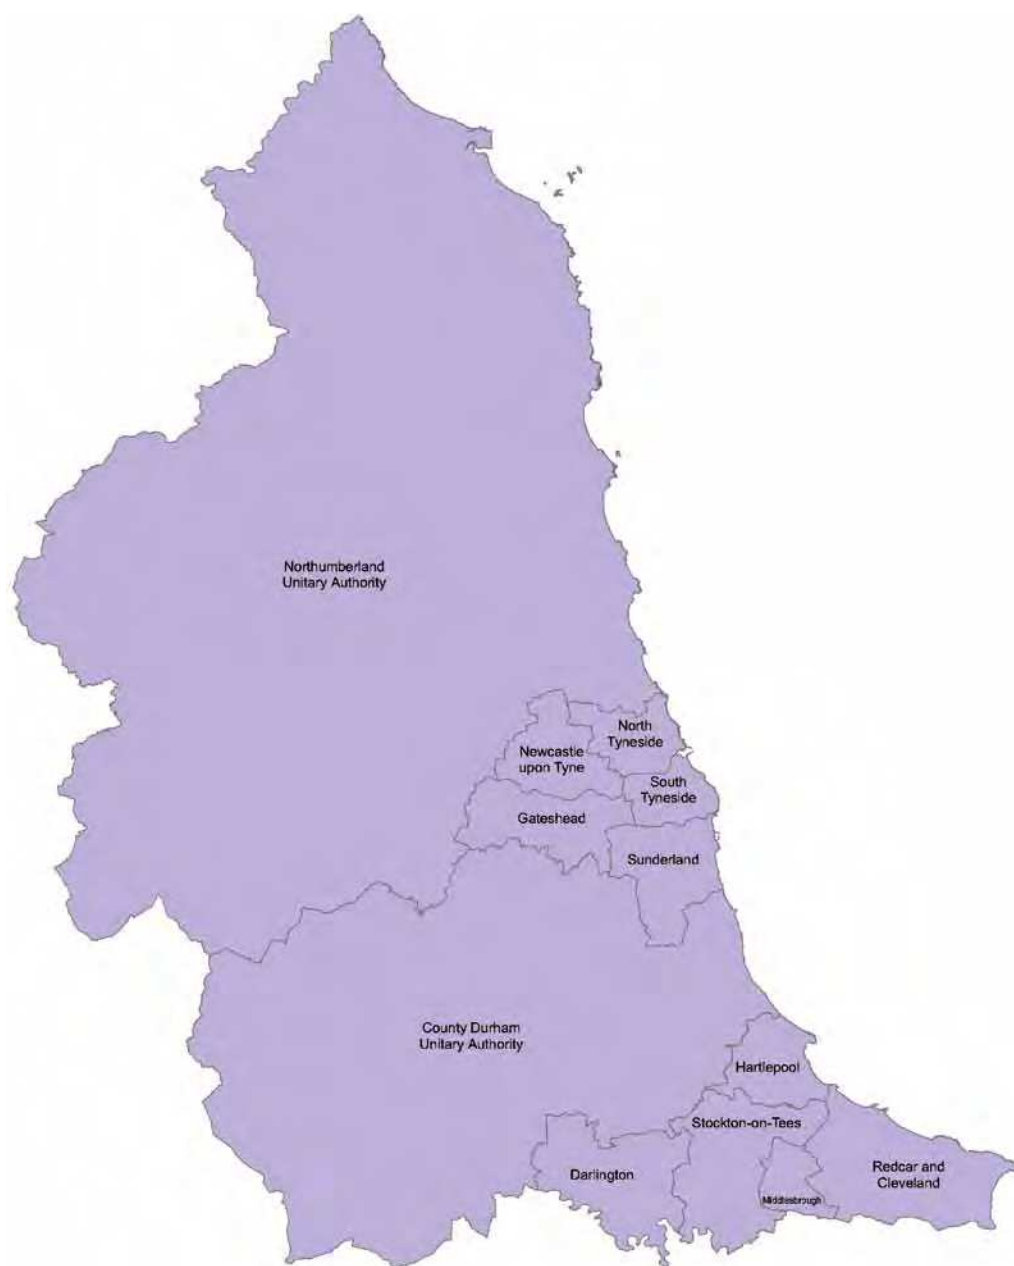 Northumberland
Unitary Authority
North
Tyneside
Newcastle
upon Tyne
South
Tyneside
Gateshead
Sunderland
County Durham
Unitary Authority
Hartlepool
Stockton-on-Tees
Darlington
Redcar and
Cleveland
Middlesbrough